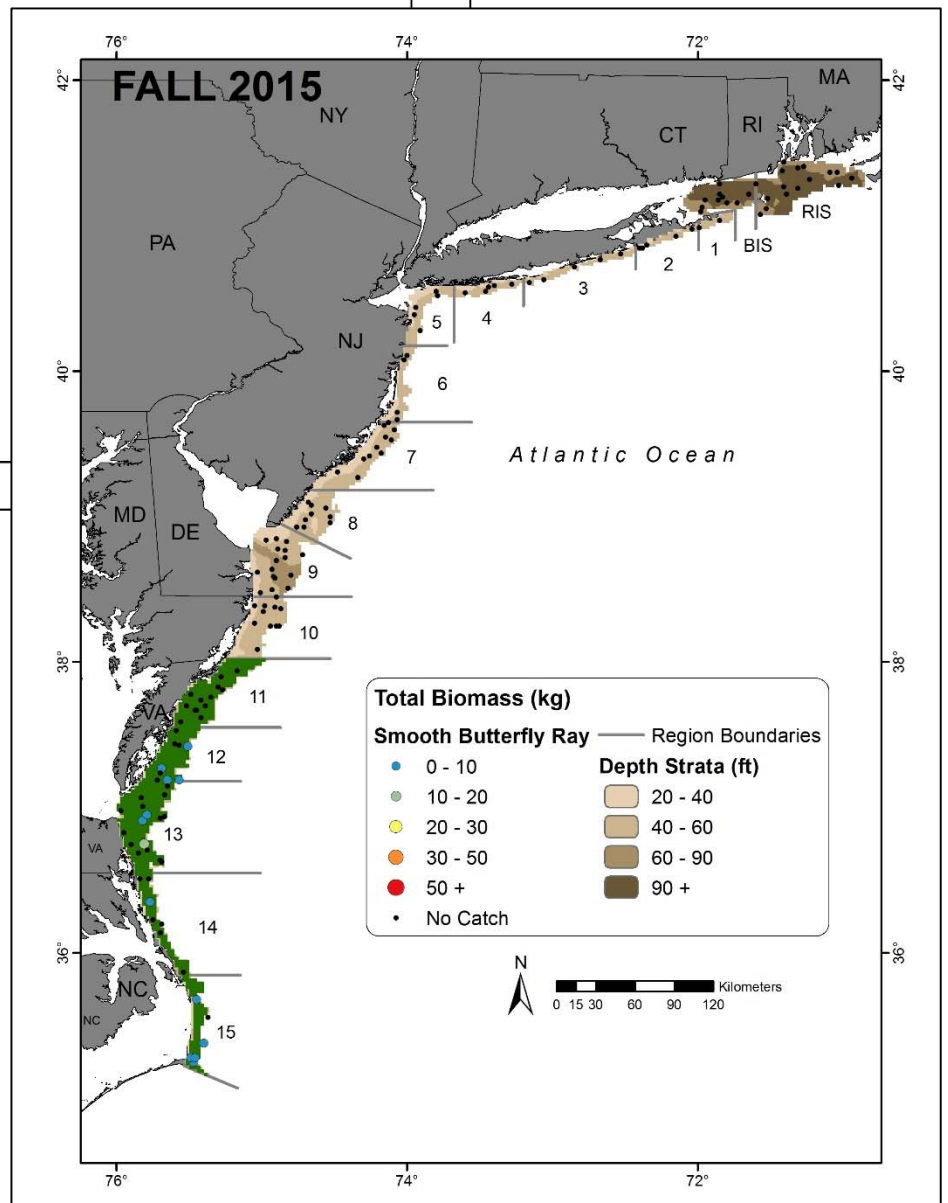 76°
74°
72°
42°
42°
FALL 2015
NY
MA
CT
RI
PA
RIS
BIS
1
2
3
4
5
NJ
6
40°
40°
Atlantic Ocean
7
MD
DE
8
9
10
38°
38°
11
VA
12
13
VA
14
36°
36°
NC
NC
15
Total Biomass (kg)
Smooth Butterfly Ray
0 - 10
10 - 20
20 - 30
30 - 50
50 +
No Catch
Region Boundaries
Depth Strata (ft)
20 - 40
40 - 60
60 - 90
90 +
N
Kilometers
0 15 30 60 90 120
76°
74°
72°